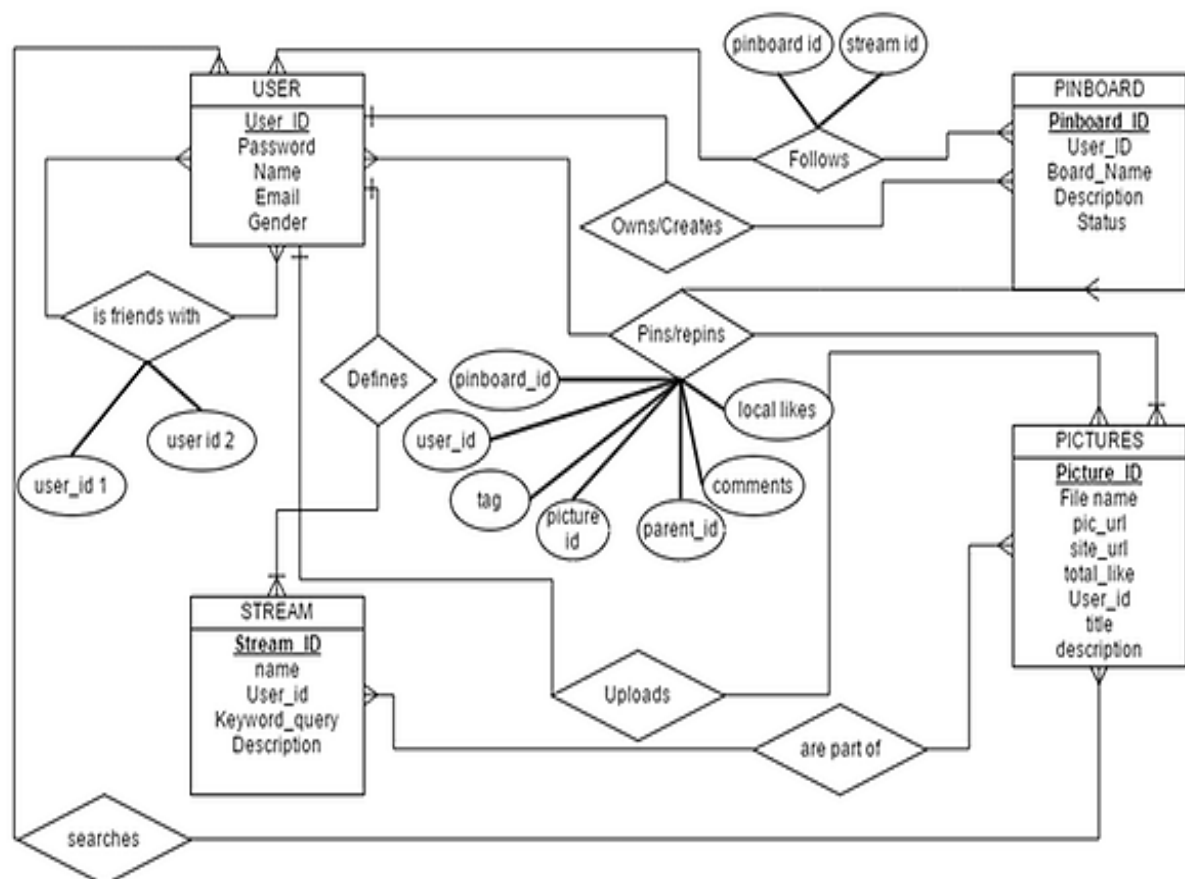 pinboard id
stream id
USER
User_ID
Password
Name
Email
Gender
PINBOARD
Pinboard_ID
User_ID
Board_Name
Description
Status
Follows
Owns/Creates
is friends with
Pins/repins
Defines
pinboard_id
local likes
user_id
user id 2
user_id 1
tag
picture
id
parent_id
comments
PICTURES
Picture_ID
File name
pic_url
site_url
total_like
User_id
title
description
STREAM
Stream_ID
name
User_id
Keyword_query
Description
Uploads
are part of
searches